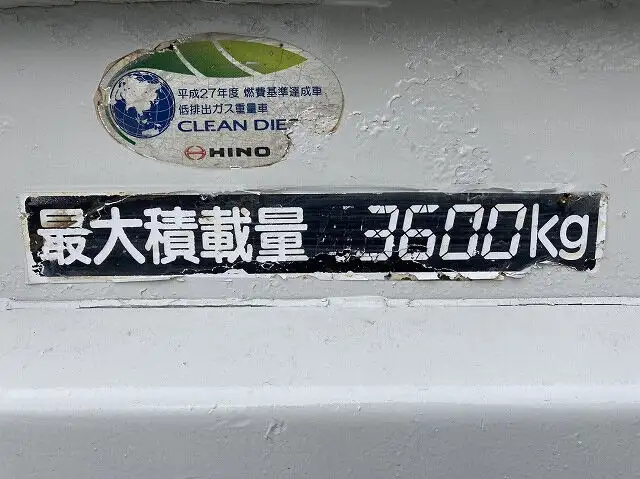 平成27年度 燃費基準達成車
低排出ガス重量車
CLEAN DIE
HINO
最大積載量 3600kg